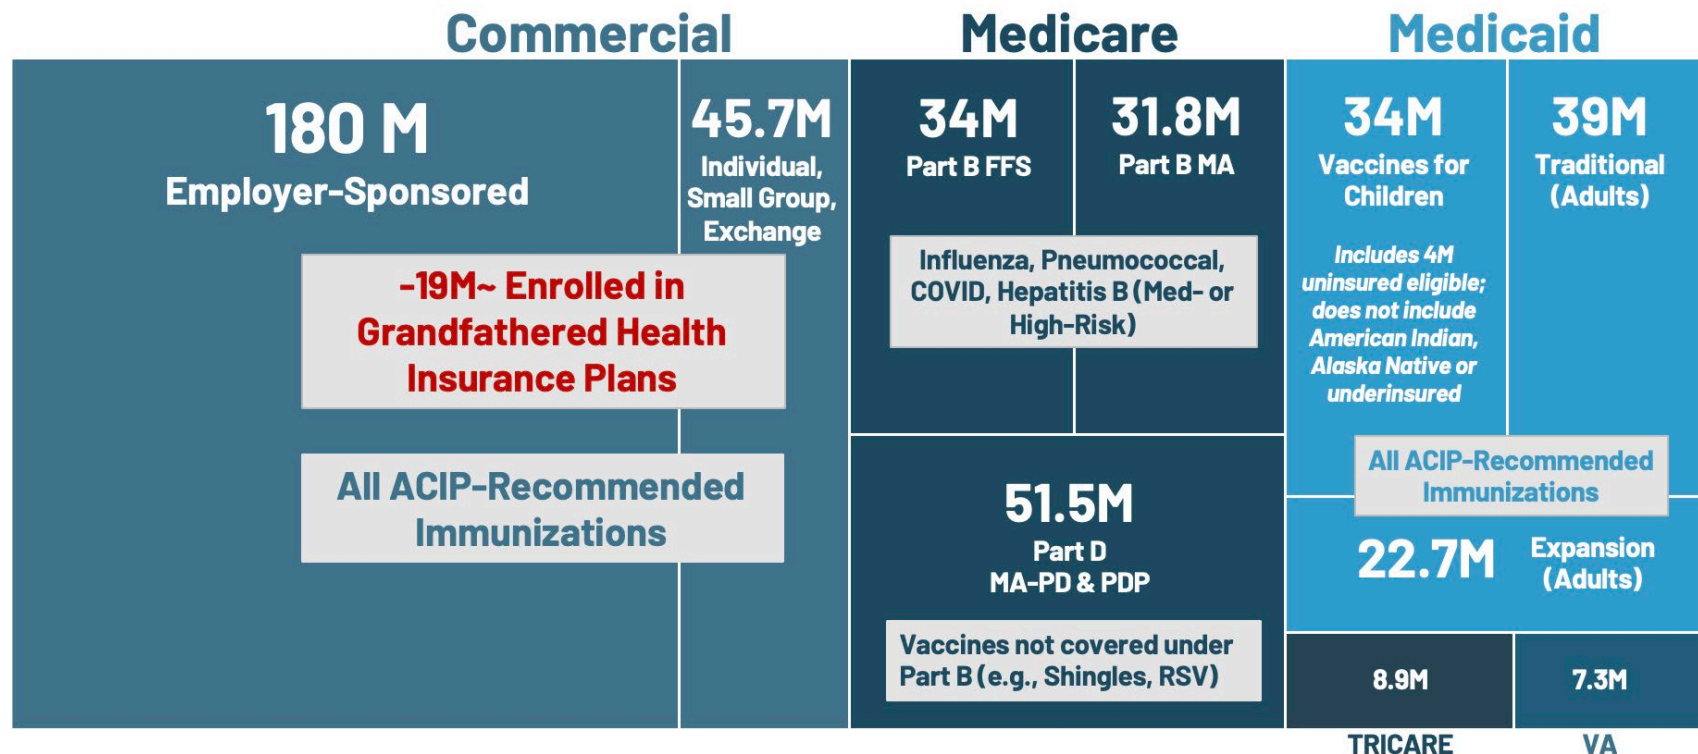 Commercial
Medicare
Medicaid
180 M
Employer-Sponsored
45.7M
Individual,
Small Group,
Exchange
-19M~ Enrolled in
Grandfathered Health
Insurance Plans
All ACIP-Recommended
Immunizations
34M
Part B FFS
31.8M
Part B MA
Influenza, Pneumococcal,
COVID, Hepatitis B (Med- or
High-Risk)
51.5M
Part D
MA-PD & PDP
Vaccines not covered under
Part B (e.g., Shingles, RSV)
34M
Vaccines for
Children
Includes 4M
uninsured eligible;
does not include
American Indian,
Alaska Native or
underinsured
39M
Traditional
(Adults)
All ACIP-Recommended
Immunizations
22.7M
Expansion
(Adults)
8.9M
7.3M
TRICARE
VA